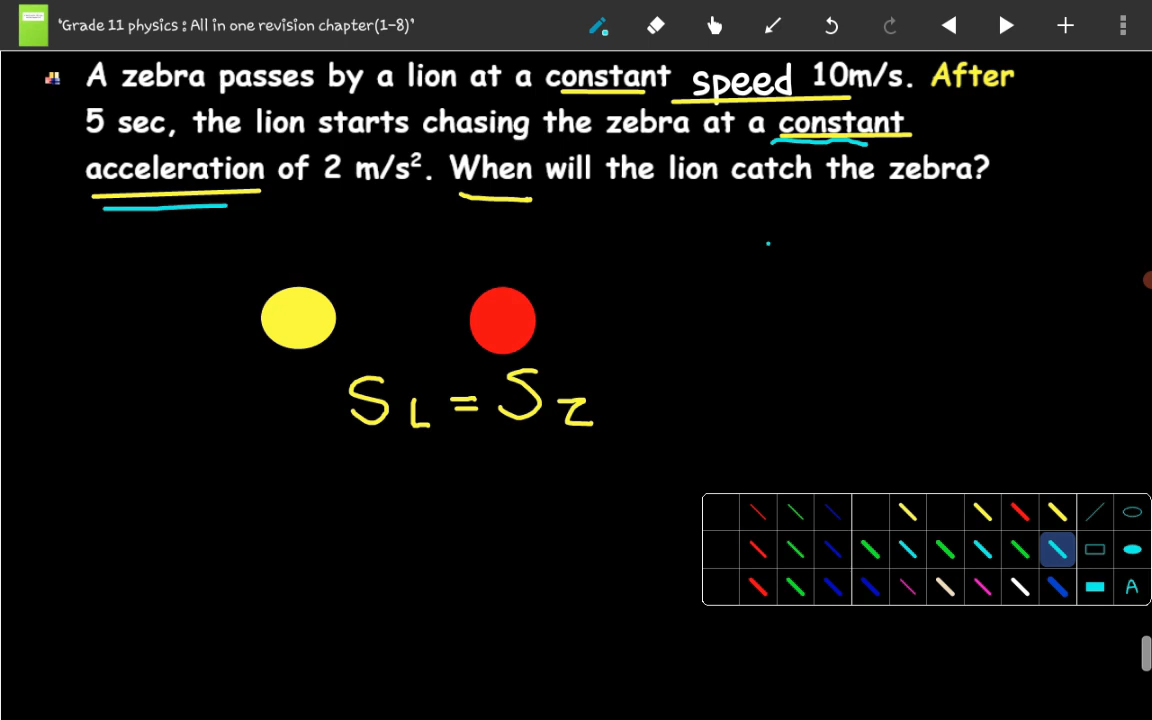 'Grade 11 physics : All in one revision chapter(1-8)'
A zebra passes by a lion at a constant speed 10m/s. After
5 sec, the lion starts chasing the zebra at a constant
acceleration of 2 m/s². When will the lion catch the zebra?
S L = S Z
A